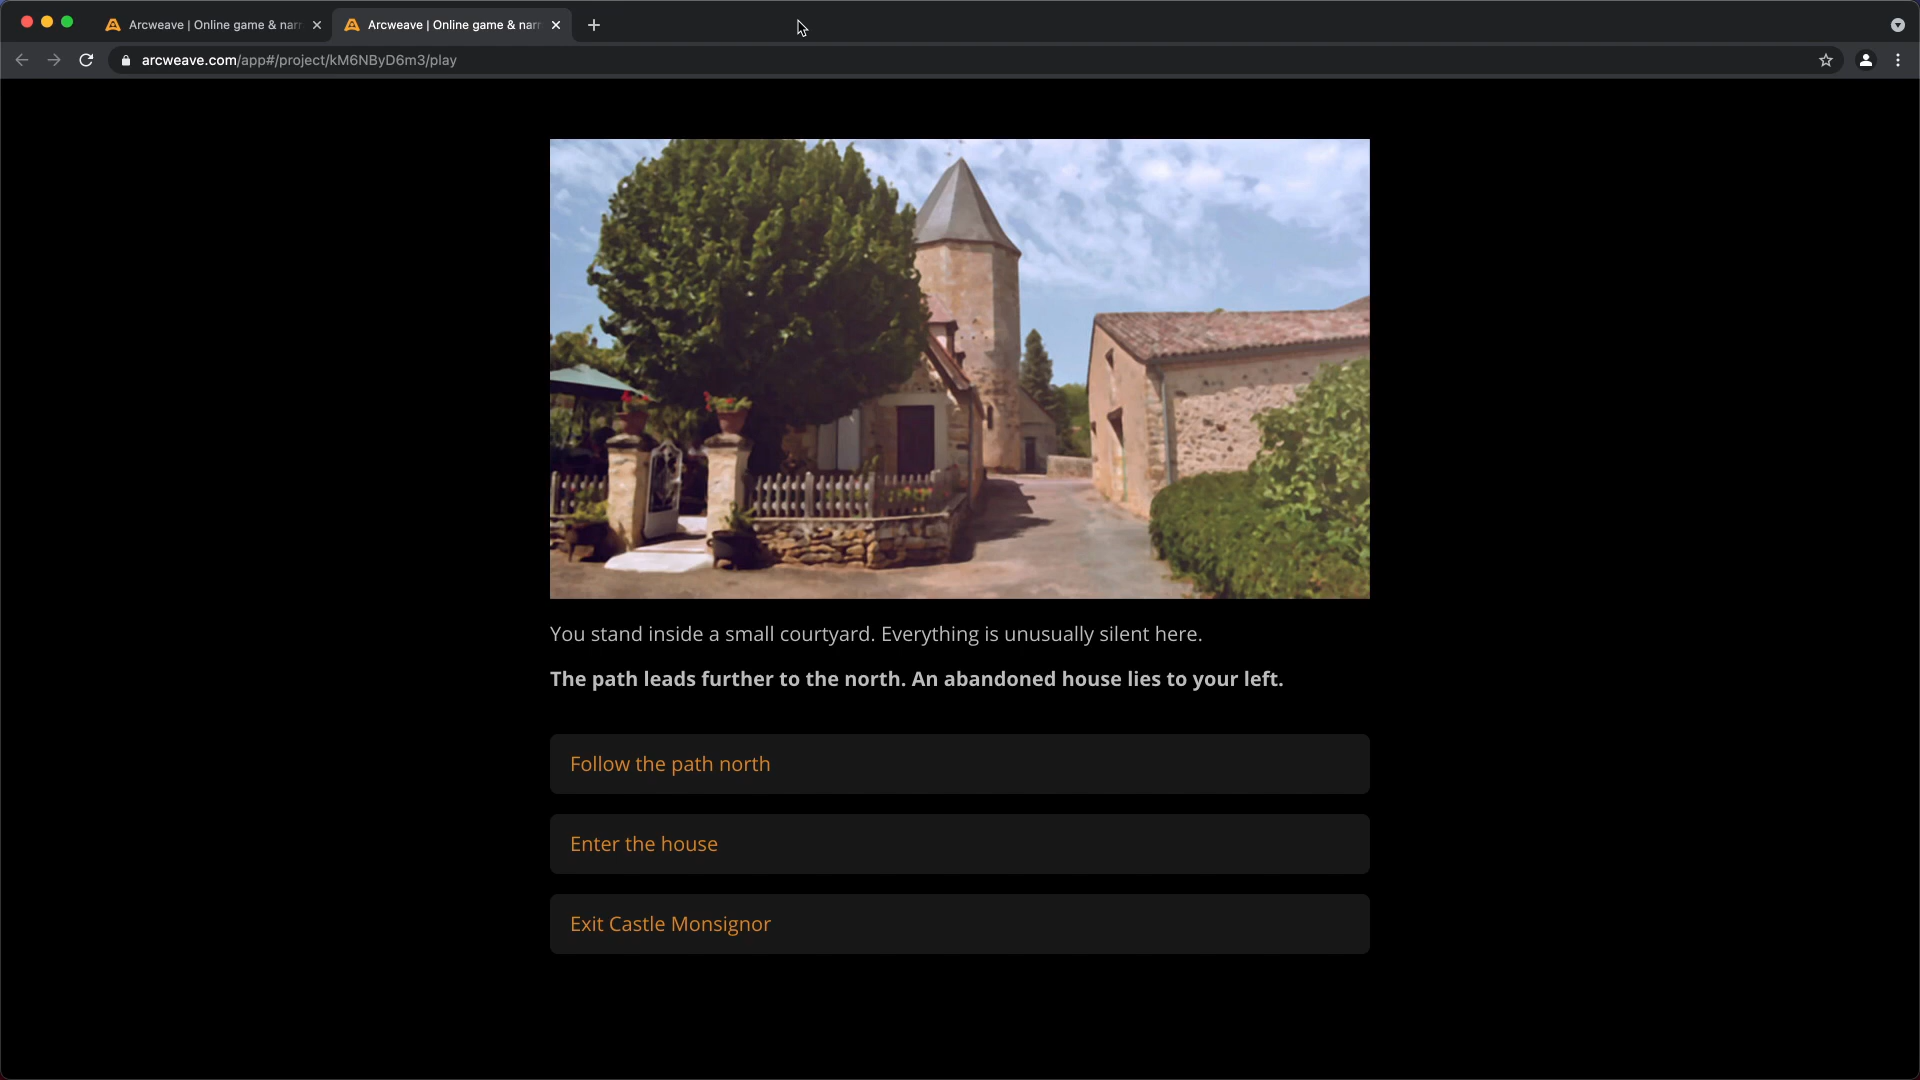 Arcweave | Online game & narr
Arcweave | Online game & narr
arcweave.com/app#/project/kM6NByD6m3/play
You stand inside a small courtyard. Everything is unusually silent here.
The path leads further to the north. An abandoned house lies to your left.
Follow the path north
Enter the house
Exit Castle Monsignor